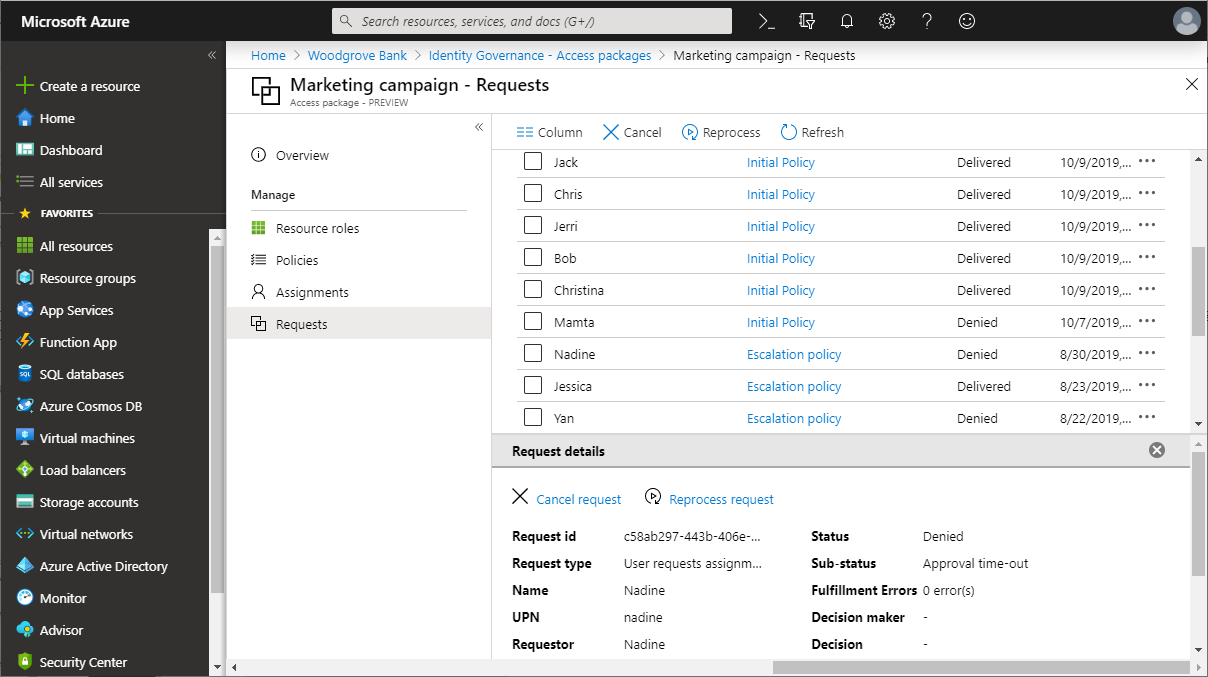 Microsoft Azure
Search resources, services, and docs (G+/)
Home > Woodgrove Bank > Identity Governance - Access packages > Marketing campaign - Requests
Marketing campaign - Requests
Access package - PREVIEW
Create a resource
Home
Dashboard
All services
FAVORITES
All resources
Resource groups
App Services
Function App
SQL databases
Azure Cosmos DB
Virtual machines
Load balancers
Storage accounts
Virtual networks
Azure Active Directory
Monitor
Advisor
Security Center
Overview
Manage
Resource roles
Policies
Assignments
Requests
Column Cancel Reprocess Refresh
Jack Initial Policy Delivered 10/9/2019,... ...
Chris Initial Policy Delivered 10/9/2019,... ...
Jerri Initial Policy Delivered 10/9/2019,... ...
Bob Initial Policy Delivered 10/9/2019,... ...
Christina Initial Policy Delivered 10/9/2019,... ...
Mamta Initial Policy Denied 10/7/2019,... ...
Nadine Escalation policy Denied 8/30/2019,... ...
Jessica Escalation policy Delivered 8/23/2019,... ...
Yan Escalation policy Denied 8/22/2019,... ...
Request details
Cancel request Reprocess request
Request id c58ab297-443b-406e-... Status Denied
Request type User requests assignm... Sub-status Approval time-out
Name Nadine Fulfillment Errors 0 error(s)
UPN nadine Decision maker -
Requestor Nadine Decision -